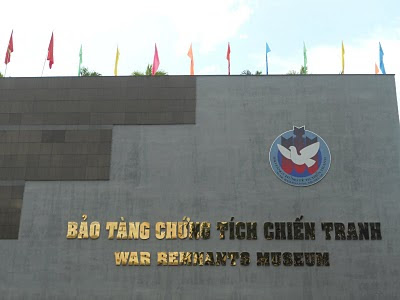 BẢO TÀNG CHỨNG TÍCH CHIẾN TRANH
WAR REMNANTS MUSEUM